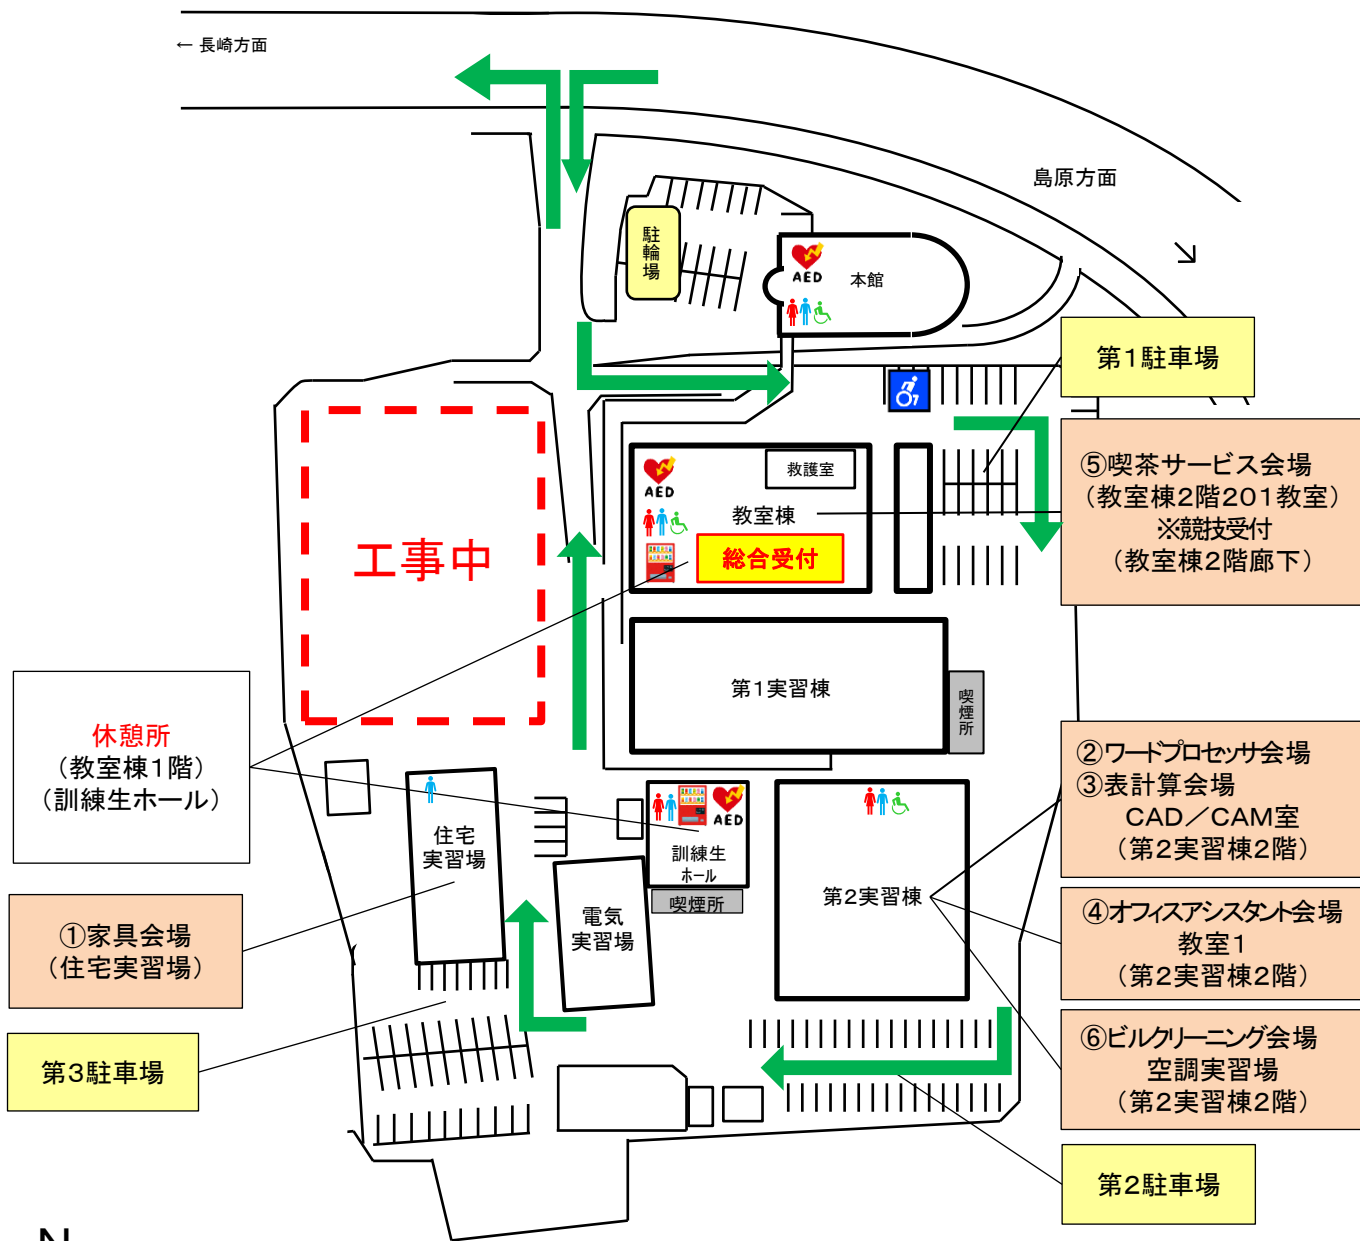 ← 長崎方面
島原方面
駐輪場
AED
本館
第1駐車場
救護室
AED
教室棟
総合受付
⑤喫茶サービス会場
(教室棟2階201教室)
※競技受付
(教室棟2階廊下)
工事中
第1実習棟
喫煙所
休憩所
(教室棟1階)
(訓練生ホール)
②ワードプロセッサ会場
③表計算会場
CAD/CAM室
(第2実習棟2階)
住宅
実習場
AED
訓練生
ホール
喫煙所
第2実習棟
電気
実習場
①家具会場
(住宅実習場)
④オフィスアシスタント会場
教室1
(第2実習棟2階)
第3駐車場
⑥ビルクリーニング会場
空調実習場
(第2実習棟2階)
第2駐車場
N